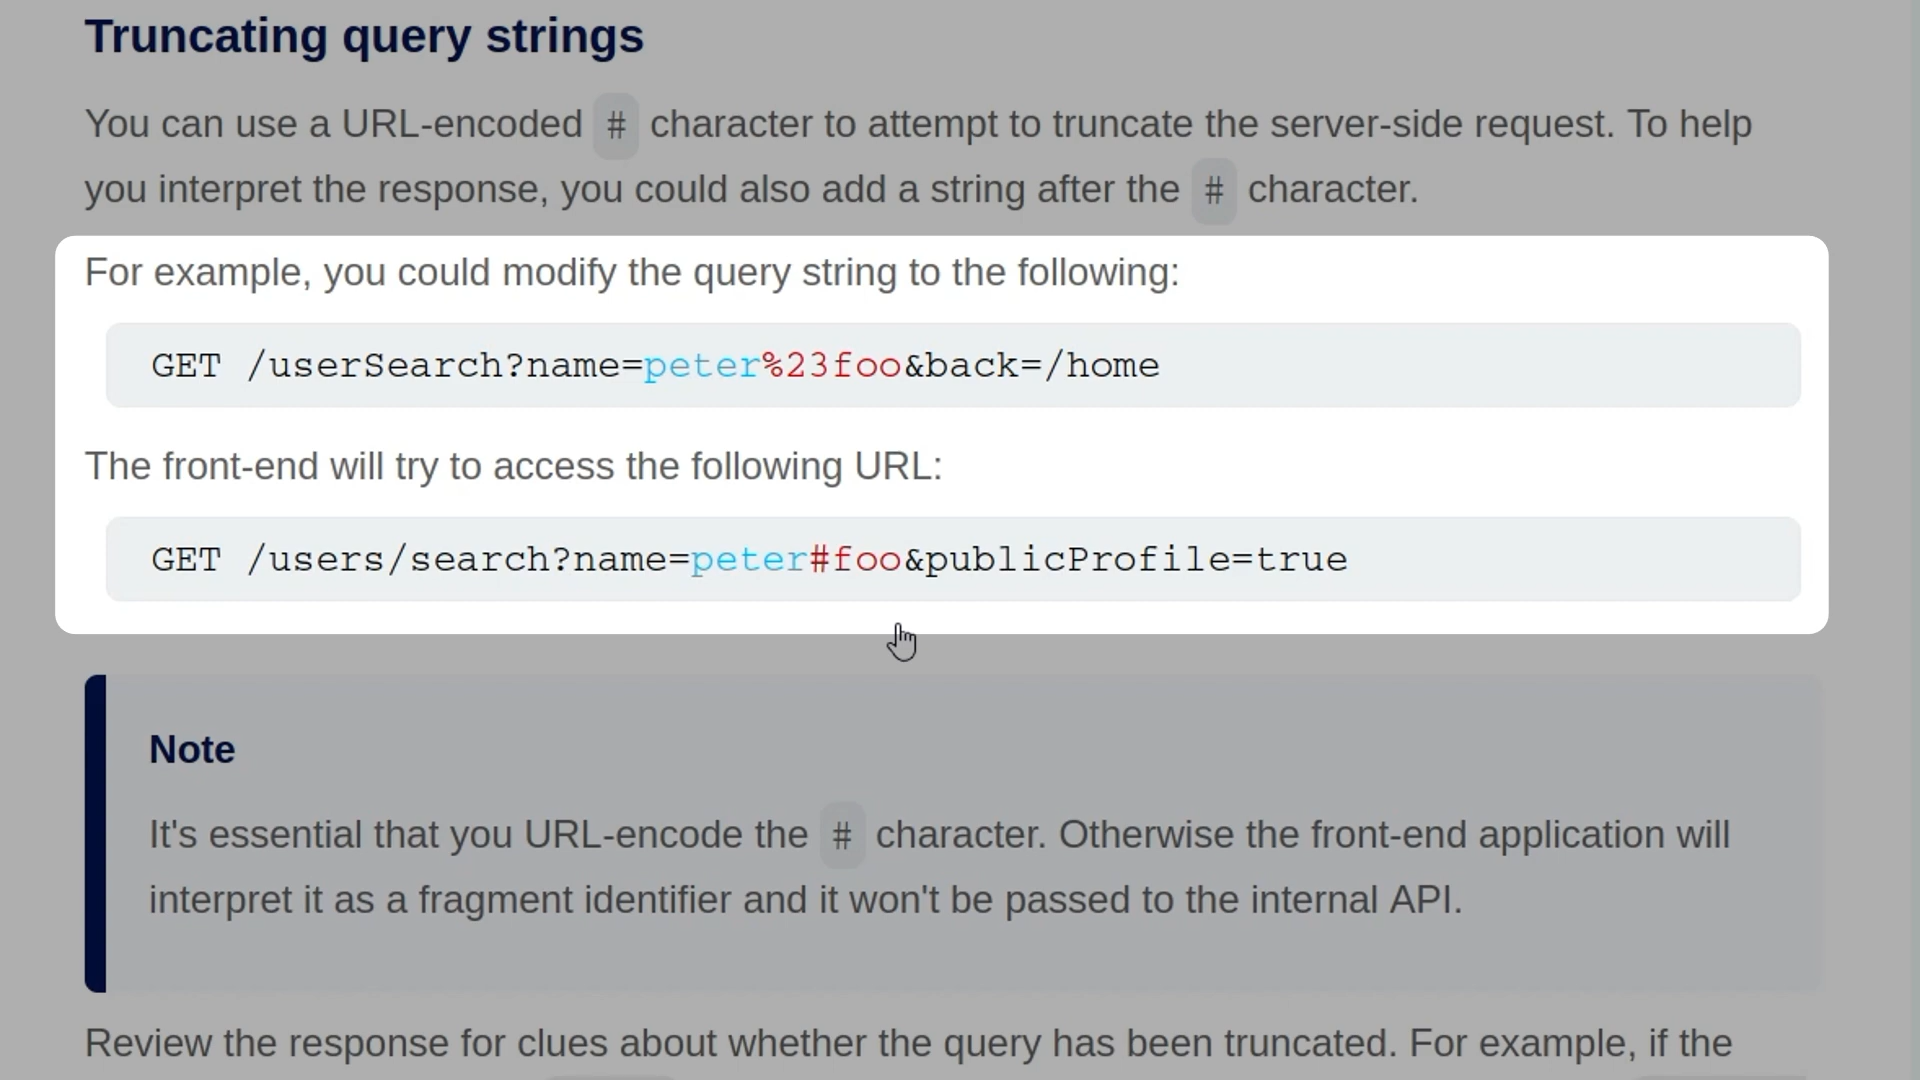 Truncating query strings
You can use a URL-encoded # character to attempt to truncate the server-side request. To help
you interpret the response, you could also add a string after the # character.
For example, you could modify the query string to the following:
GET /userSearch?name=peter%23foo&back=/home
The front-end will try to access the following URL:
GET /users/search?name=peter#foo&publicProfile=true
Note
It's essential that you URL-encode the # character. Otherwise the front-end application will
interpret it as a fragment identifier and it won't be passed to the internal API.
Review the response for clues about whether the query has been truncated. For example, if the